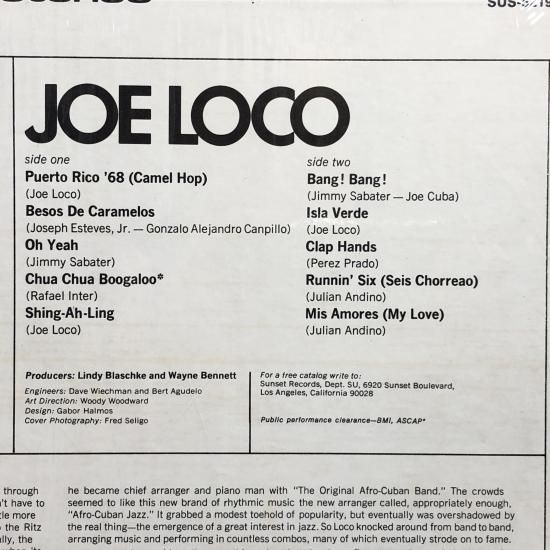 JOE LOCO
side one
Puerto Rico '68 (Camel Hop)
(Joe Loco)
Besos De Caramelos
(Joseph Esteves, Jr. — Gonzalo Alejandro Canpillo)
Oh Yeah
(Jimmy Sabater)
Chua Chua Boogaloo*
(Rafael Inter)
Shing-Ah-Ling
(Joe Loco)
side two
Bang! Bang!
(Jimmy Sabater — Joe Cuba)
Isla Verde
(Joe Loco)
Clap Hands
(Perez Prado)
Runnin' Six (Seis Chorreao)
(Julian Andino)
Mis Amores (My Love)
(Julian Andino)
Producers: Lindy Blaschke and Wayne Bennett
Engineers: Dave Wiechman and Bert Agudelo
Art Direction: Woody Woodward
Design: Gabor Halmos
Cover Photography: Fred Seligo
For a free catalog write to:
Sunset Records, Dept. SU, 6920 Sunset Boulevard,
Los Angeles, California 90028
Public performance clearance—BMI, ASCAP*
through
't have to
tle more
the Ritz
lly, the
he became chief arranger and piano man with "The Original Afro-Cuban Band." The crowds
seemed to like this new brand of rhythmic music the new arranger called, appropriately enough,
"Afro-Cuban Jazz." It grabbed a modest toehold of popularity, but eventually was overshadowed by
the real thing—the emergence of a great interest in jazz. So Loco knocked around from band to band,
arranging music and performing in countless combos, many of which eventually strode on to fame.